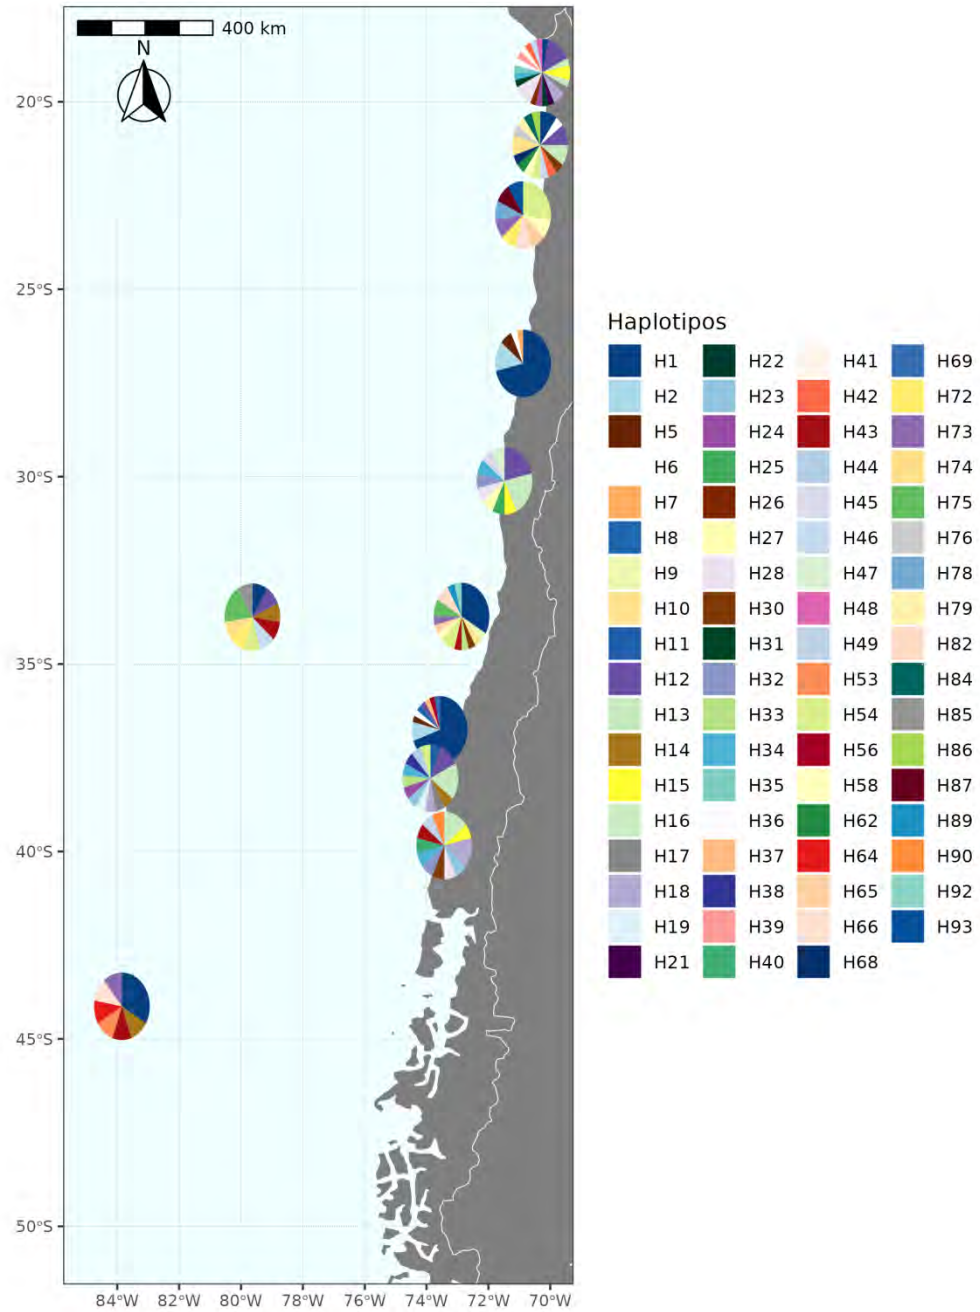 400 km
N
20°S
25°S
30°S
35°S
40°S
45°S
50°S
84°W 82°W 80°W 78°W 76°W 74°W 72°W 70°W
Haplotipos
H1 H22 H41 H69
H2 H23 H42 H72
H5 H24 H43 H73
H6 H25 H44 H74
H7 H26 H45 H75
H8 H27 H46 H76
H9 H28 H47 H78
H10 H30 H48 H79
H11 H31 H49 H82
H12 H32 H53 H84
H13 H33 H54 H85
H14 H34 H56 H86
H15 H35 H58 H87
H16 H36 H62 H89
H17 H37 H64 H90
H18 H38 H65 H92
H19 H39 H66 H93
H21 H40 H68